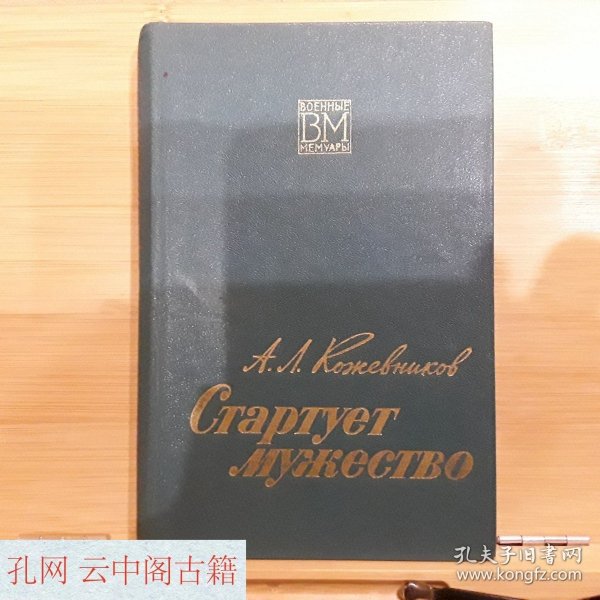 ВОЕННЫЕ
ВМ
МЕМУАРЫ
А. Л. Кожевников
Стартует
мужество
孔网 云中阁古籍
孔夫子旧书网
www.kongfz.com